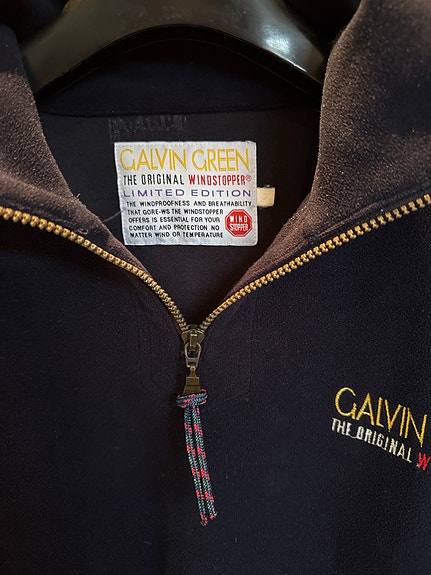 GALVIN GREEN
THE ORIGINAL WINDSTOPPER®
LIMITED EDITION
THE WINDPROOFNESS AND BREATHABILITY
THAT GORE-WS THE WINDSTOPPER
OFFERS IS ESSENTIAL FOR YOUR
COMFORT AND PROTECTION NO
MATTER WIND OR TEMPERATURE
WIND
STOPPER
GALVIN
THE ORIGINAL W